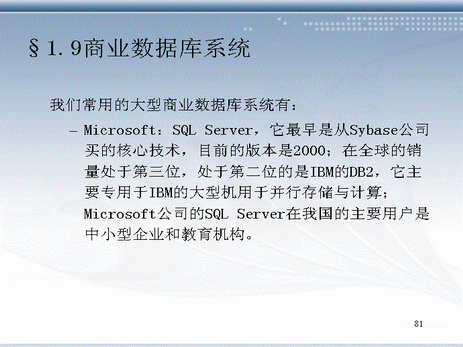 §1.9商业数据库系统
我们常用的大型商业数据库系统有：
– Microsoft：SQL Server，它最早是从Sybase公司
买的核心技术，目前的版本是2000；在全球的销
量处于第三位，处于第二位的是IBM的DB2，它主
要专用于IBM的大型机用于并行存储与计算；
Microsoft公司的SQL Server在我国的主要用户是
中小型企业和教育机构。
81